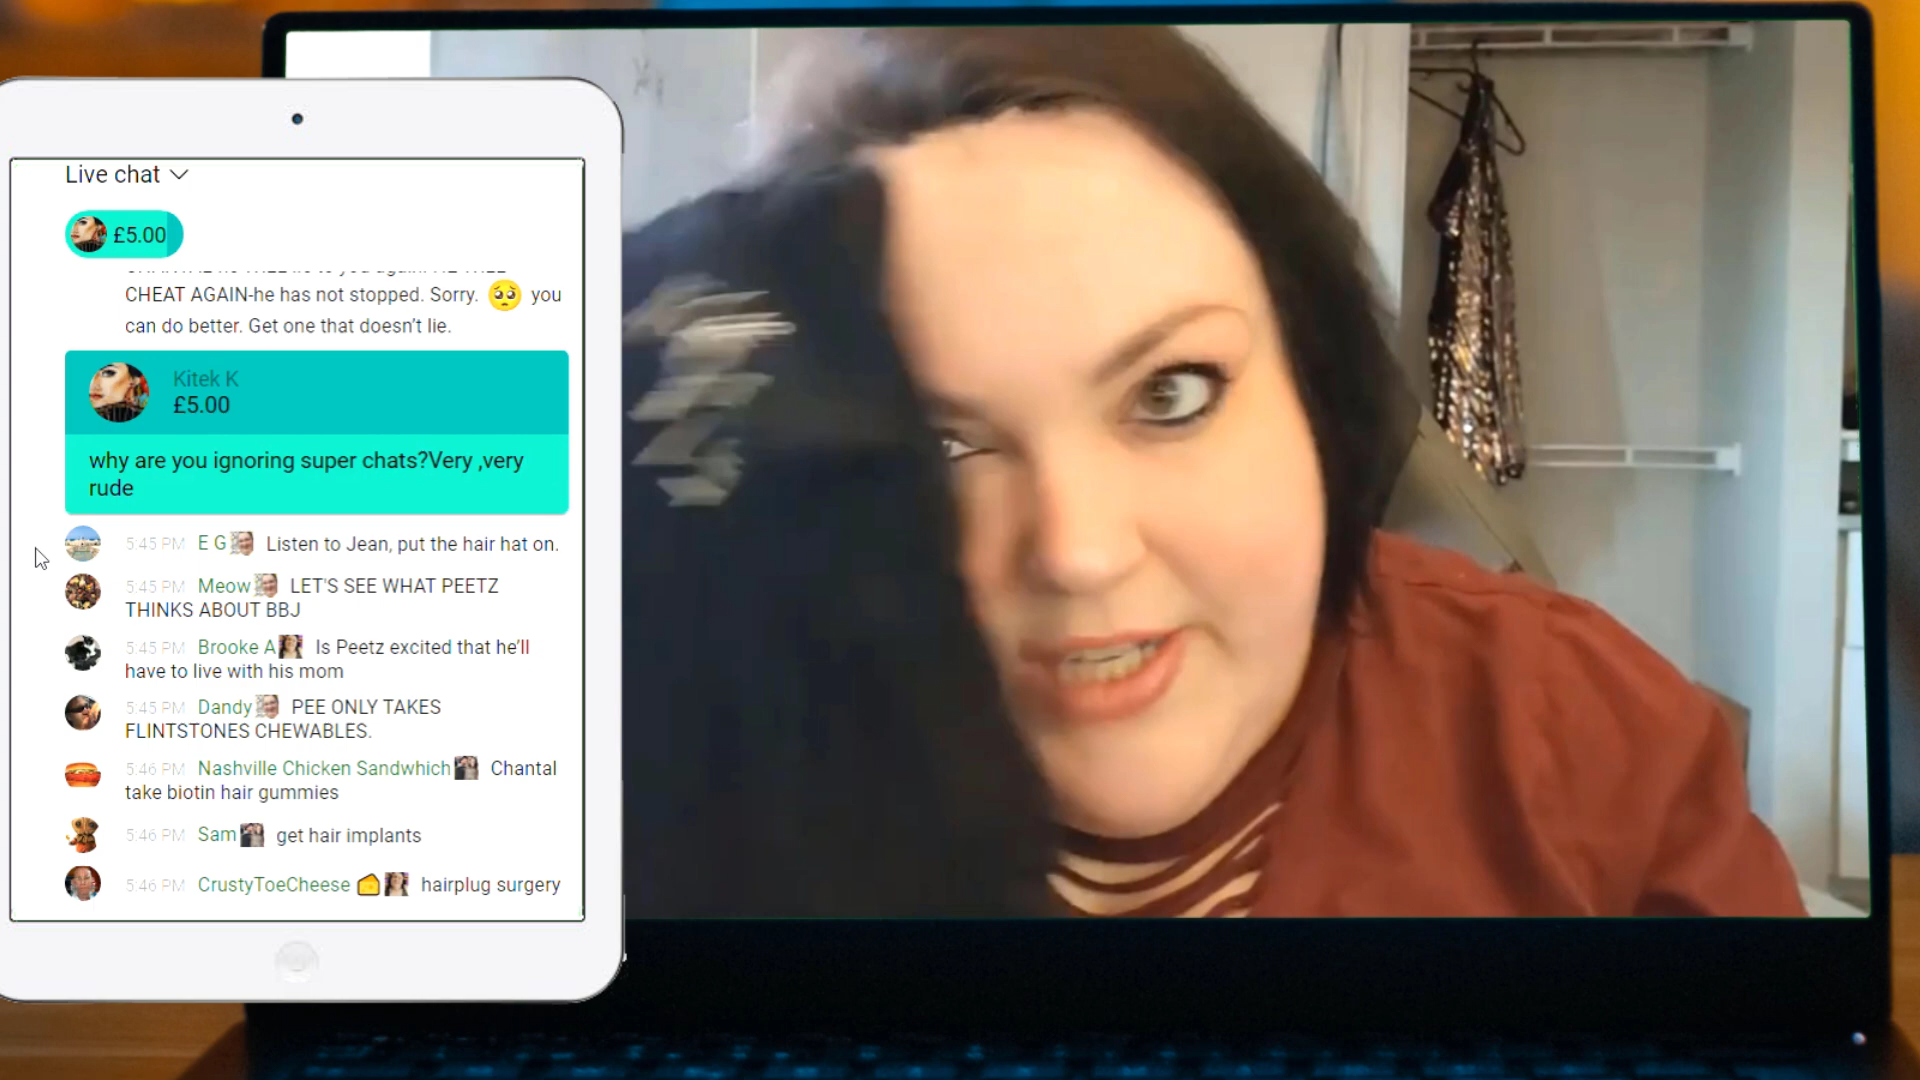 Live chat
£5.00
CHEAT AGAIN-he has not stopped. Sorry. 🥺 you
can do better. Get one that doesn’t lie.
Kitek K
£5.00
why are you ignoring super chats?Very ,very
rude
5:45 PM E G Listen to Jean, put the hair hat on.
5:45 PM Meow LET'S SEE WHAT PEETZ
THINKS ABOUT BBJ
5:45 PM Brooke A Is Peetz excited that he’ll
have to live with his mom
5:45 PM Dandy PEE ONLY TAKES
FLINTSTONES CHEWABLES.
5:46 PM Nashville Chicken Sandwhich Chantal
take biotin hair gummies
5:46 PM Sam get hair implants
5:46 PM CrustyToeCheese 🧀 hairplug surgery